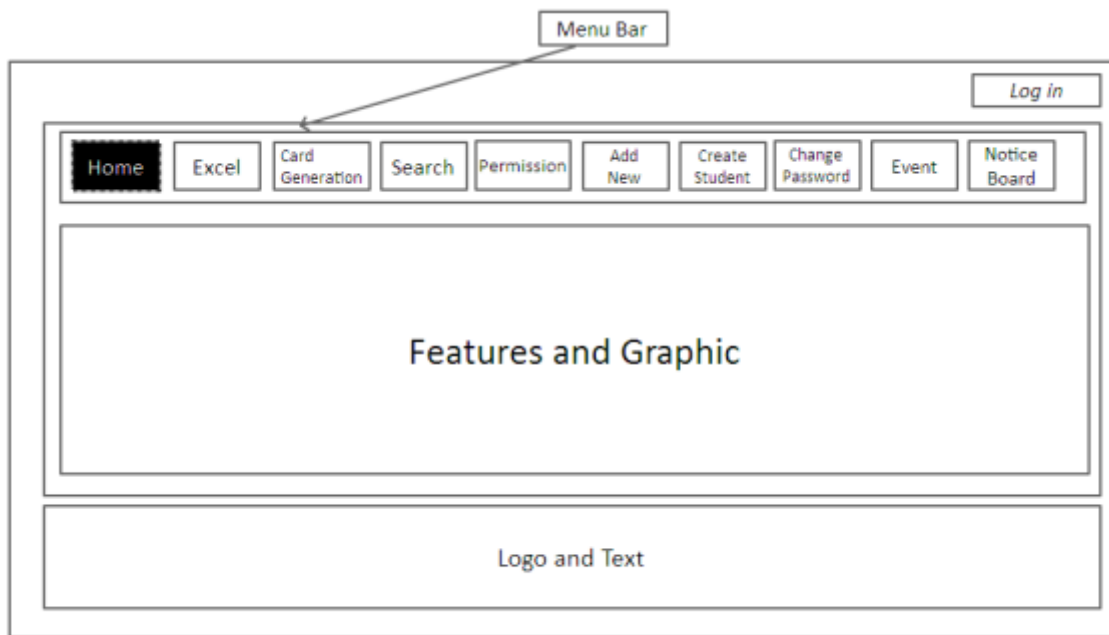 Menu Bar
Log in
Home
Excel
Card
Generation
Search
Permission
Add
New
Create
Student
Change
Password
Event
Notice
Board
Features and Graphic
Logo and Text